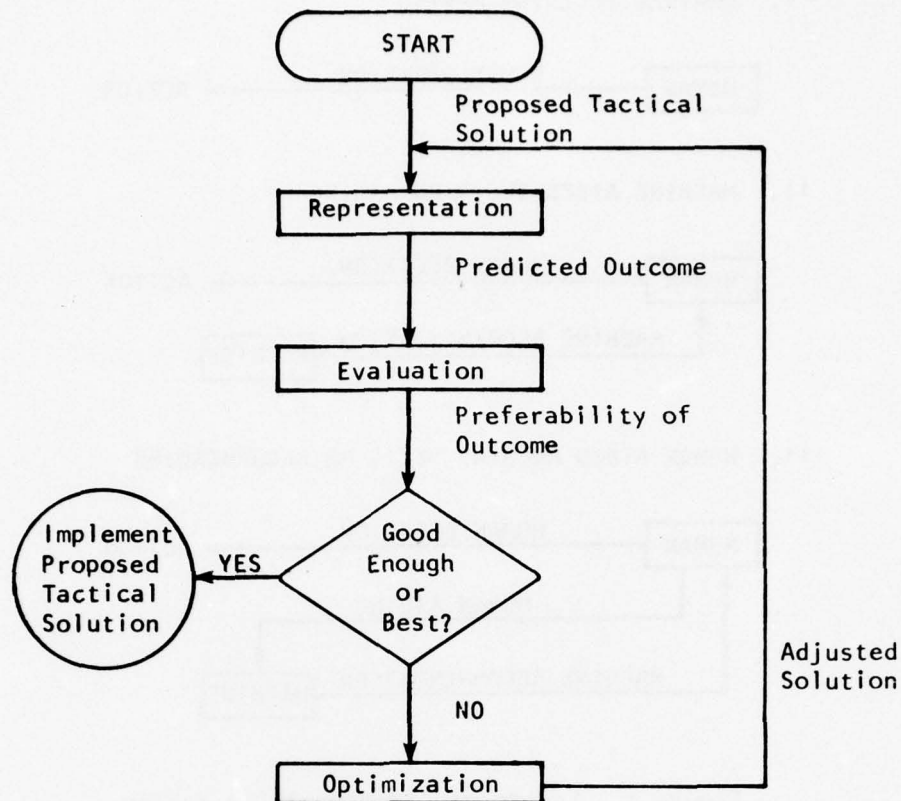 START
Proposed Tactical
Solution
Representation
Predicted Outcome
Evaluation
Preferability of
Outcome
Good
Enough
or
Best?
YES
Implement
Proposed
Tactical
Solution
NO
Adjusted
Solution
Optimization